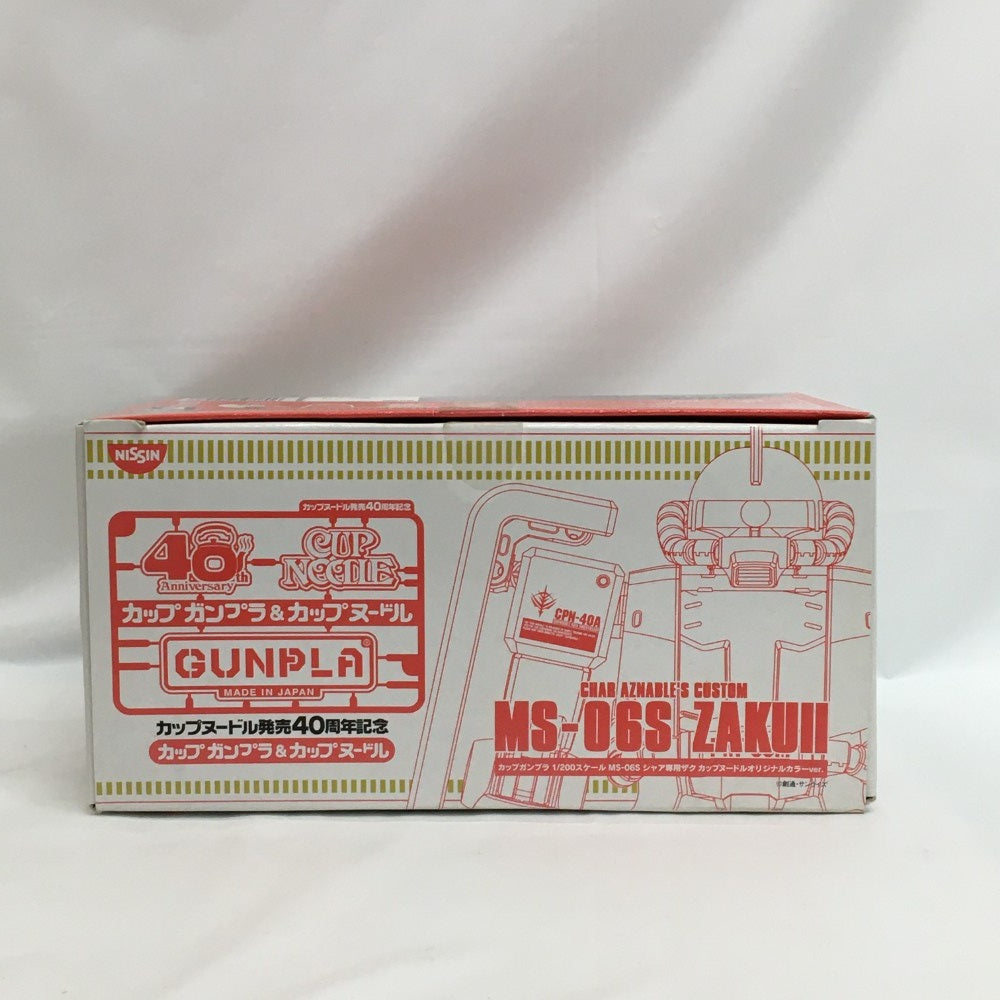 NISSIN
カップヌードル発売40周年記念
40th
Anniversary
CUP
NOODLE
カップ ガンプラ&カップ ヌードル
GUNPLA®
MADE IN JAPAN
カップヌードル発売40周年記念
カップ ガンプラ&カップ ヌードル
CPN-40A
CHAR AZNABLE'S CUSTOM
MS-06S ZAKUII
カップガンプラ 1/200スケール MS-06S シャア専用ザク カップヌードルオリジナルカラーver.
©創通・サンライズ